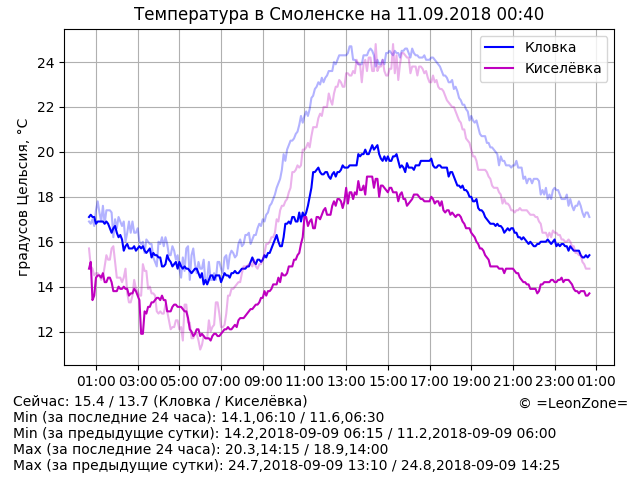 Температура в Смоленске на 11.09.2018 00:40
градусов Цельсия, °C
24
22
20
18
16
14
12
Кловка
Киселёвка
01:00 03:00 05:00 07:00 09:00 11:00 13:00 15:00 17:00 19:00 21:00 23:00 01:00
Сейчас: 15.4 / 13.7 (Кловка / Киселёвка)
© =LeonZone=
Min (за последние 24 часа): 14.1,06:10 / 11.6,06:30
Min (за предыдущие сутки): 14.2,2018-09-09 06:15 / 11.2,2018-09-09 06:00
Max (за последние 24 часа): 20.3,14:15 / 18.9,14:00
Max (за предыдущие сутки): 24.7,2018-09-09 13:10 / 24.8,2018-09-09 14:25